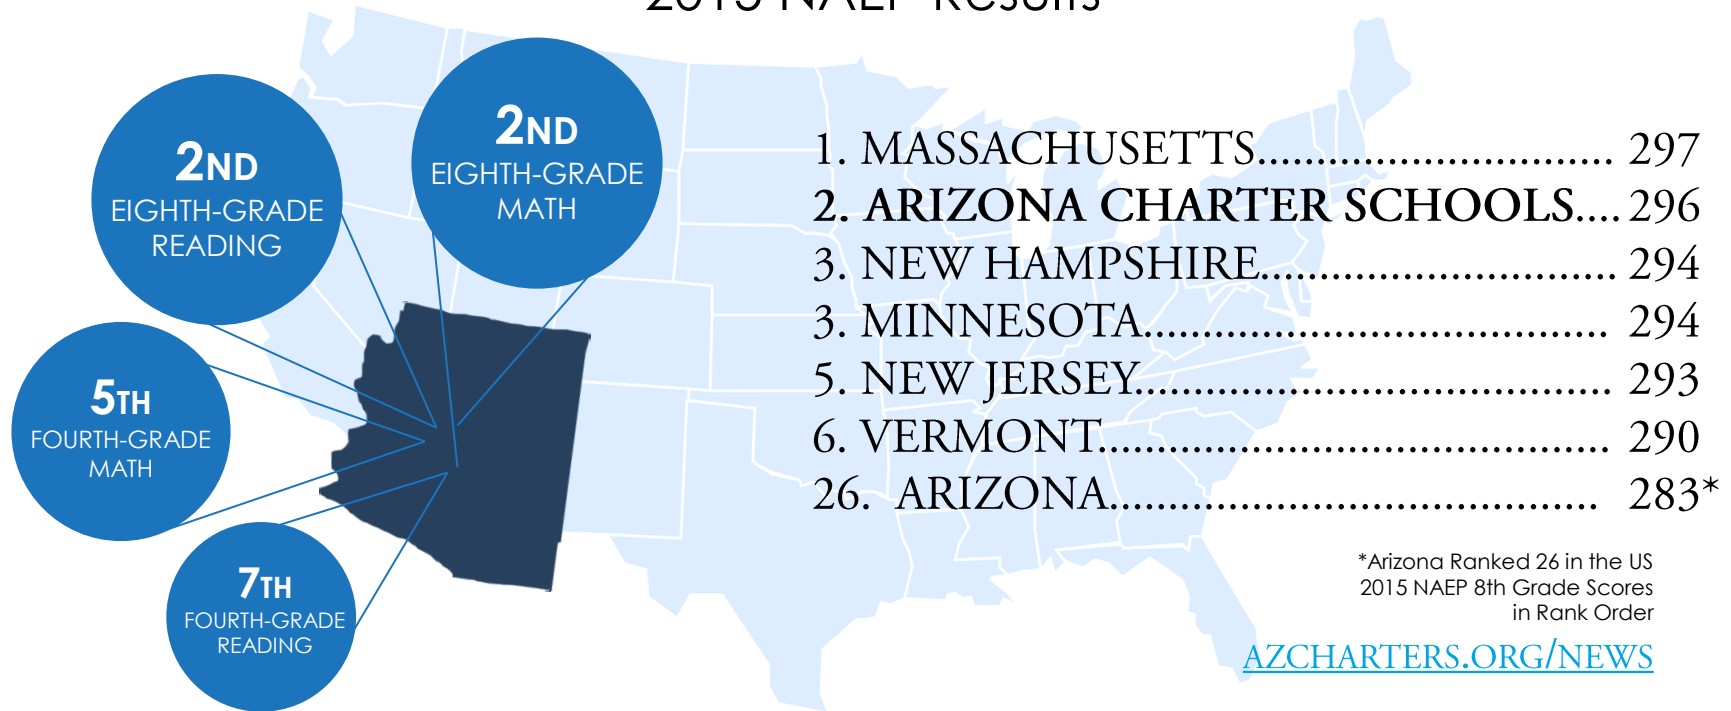 2015 NAEP Results
2ND
EIGHTH-GRADE
READING
2ND
EIGHTH-GRADE
MATH
5TH
FOURTH-GRADE
MATH
7TH
FOURTH-GRADE
READING
1. MASSACHUSETTS............................... 297
2. ARIZONA CHARTER SCHOOLS.... 296
3. NEW HAMPSHIRE............................... 294
3. MINNESOTA........................................ 294
5. NEW JERSEY........................................ 293
6. VERMONT............................................ 290
26. ARIZONA.......................................... 283*
*Arizona Ranked 26 in the US
2015 NAEP 8th Grade Scores
in Rank Order
AZCHARTERS.ORG/NEWS